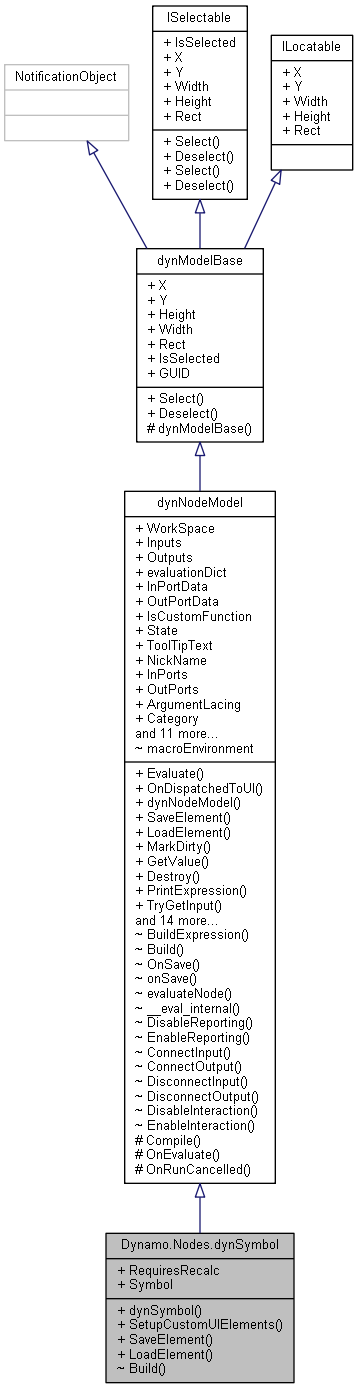 ISelectable
+ IsSelected
+ X
+ Y
+ Width
+ Height
+ Rect
+ Select()
+ Deselect()
+ Select()
+ Deselect()
ILocatable
+ X
+ Y
+ Width
+ Height
+ Rect
NotificationObject
dynModelBase
+ X
+ Y
+ Height
+ Width
+ Rect
+ IsSelected
+ GUID
+ Select()
+ Deselect()
# dynModelBase()
dynNodeModel
+ WorkSpace
+ Inputs
+ Outputs
+ evaluationDict
+ InPortData
+ OutPortData
+ IsCustomFunction
+ State
+ ToolTipText
+ NickName
+ InPorts
+ OutPorts
+ ArgumentLacing
+ Category
and 11 more...
~ macroEnvironment
+ Evaluate()
+ OnDispatchedToUI()
+ dynNodeModel()
+ SaveElement()
+ LoadElement()
+ MarkDirty()
+ GetValue()
+ Destroy()
+ PrintExpression()
+ TryGetInput()
and 14 more...
~ BuildExpression()
~ Build()
~ OnSave()
~ onSave()
~ evaluateNode()
~ __eval_internal()
~ DisableReporting()
~ EnableReporting()
~ ConnectInput()
~ ConnectOutput()
~ DisconnectInput()
~ DisconnectOutput()
~ DisableInteraction()
~ EnableInteraction()
# Compile()
# OnEvaluate()
# OnRunCancelled()
Dynamo.Nodes.dynSymbol
+ RequiresRecalc
+ Symbol
+ dynSymbol()
+ SetupCustomUIElements()
+ SaveElement()
+ LoadElement()
~ Build()